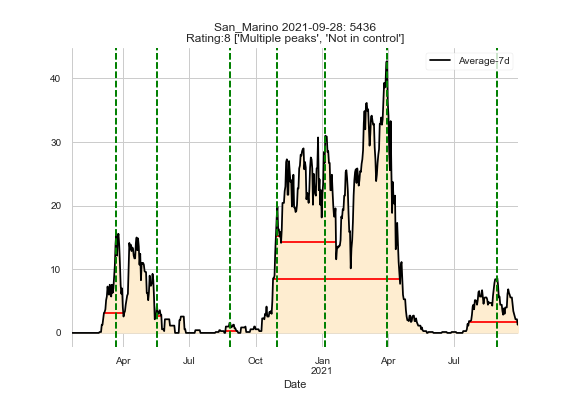 San_Marino 2021-09-28: 5436
Rating:8 ['Multiple peaks', 'Not in control']
Average-7d
40
30
20
10
0
Apr
Jul
Oct
Jan
2021
Apr
Jul
Date